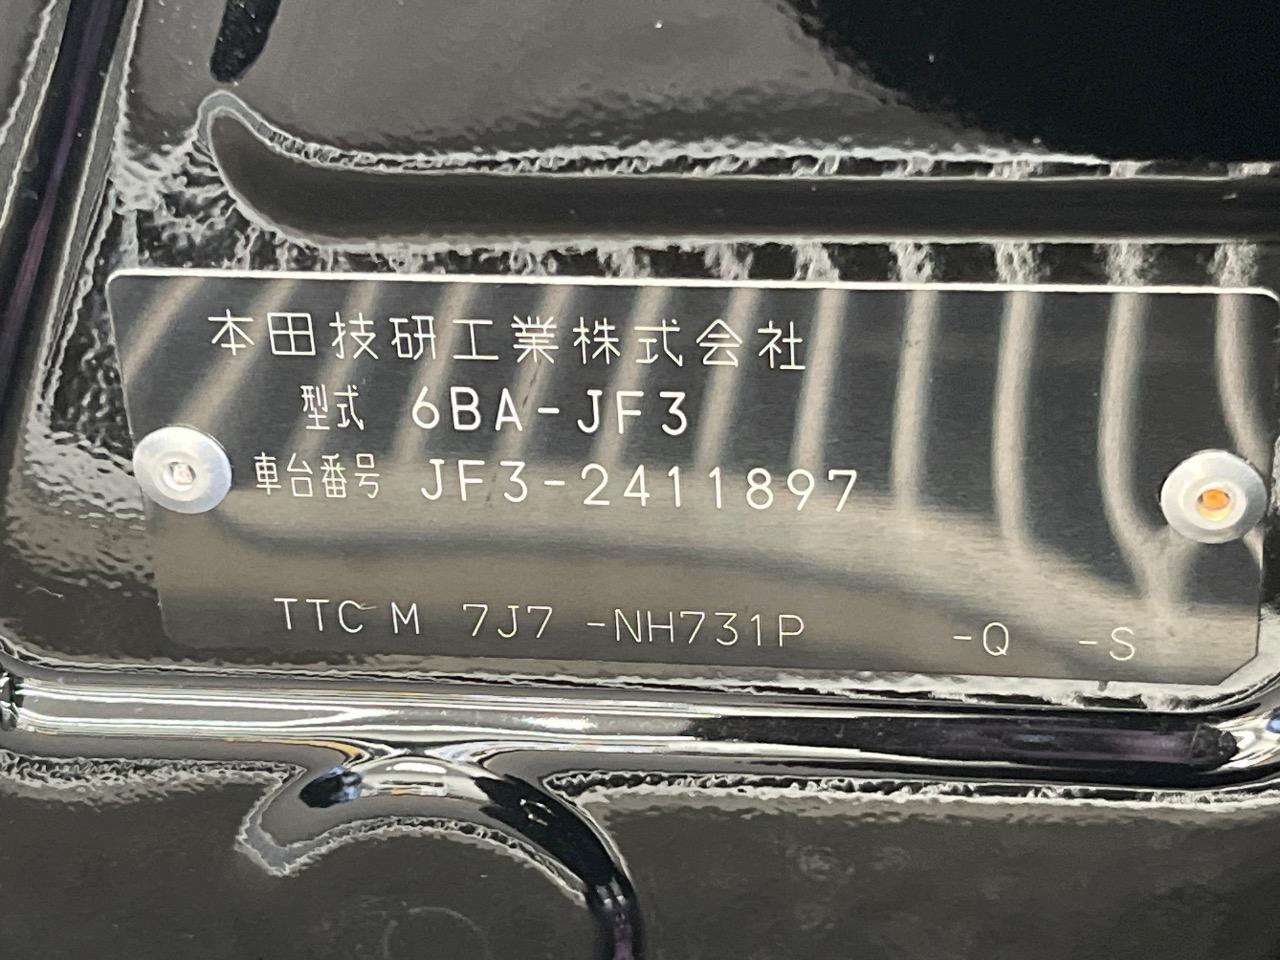 本田技研工業株式会社
型式 6BA-JF3
車台番号 JF3-2411897
TTC M 7J7 -NH731P -Q -S